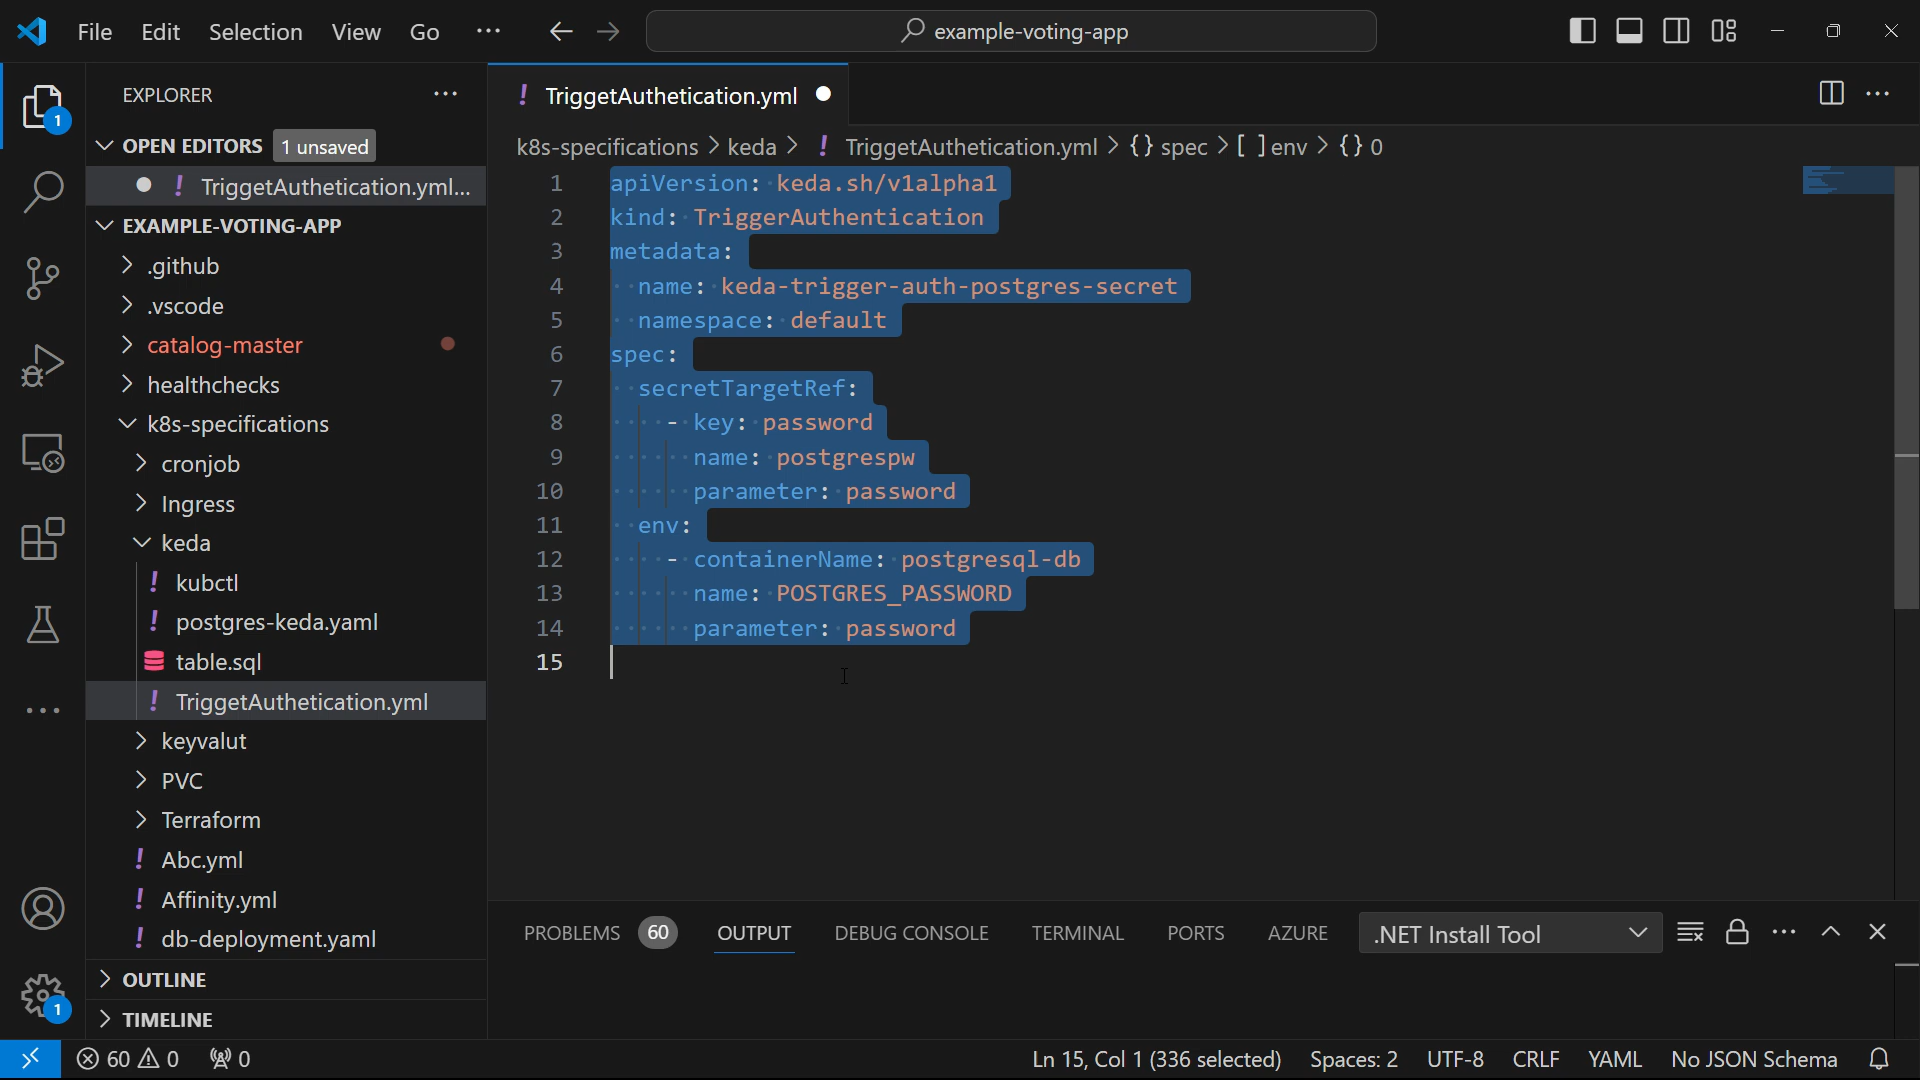 File Edit Selection View Go ··· example-voting-app
EXPLORER ···
OPEN EDITORS 1 unsaved
! TriggetAuthetication.yml...
EXAMPLE-VOTING-APP
.github
.vscode
catalog-master
healthchecks
k8s-specifications
cronjob
Ingress
keda
! kubctl
! postgres-keda.yaml
table.sql
! TriggetAuthetication.yml
keyvalut
PVC
Terraform
! Abc.yml
! Affinity.yml
! db-deployment.yaml
OUTLINE
TIMELINE
1
1
! TriggetAuthetication.yml
k8s-specifications > keda > ! TriggetAuthetication.yml > {} spec > [ ] env > {} 0
1 apiVersion: keda.sh/v1alpha1
2 kind: TriggerAuthentication
3 metadata:
4 name: keda-trigger-auth-postgres-secret
5 namespace: default
6 spec:
7 secretTargetRef:
8 - key: password
9 name: postgrespw
10 parameter: password
11 env:
12 - containerName: postgresql-db
13 name: POSTGRES_PASSWORD
14 parameter: password
15
PROBLEMS 60 OUTPUT DEBUG CONSOLE TERMINAL PORTS AZURE .NET Install Tool
60 0 0 Ln 15, Col 1 (336 selected) Spaces: 2 UTF-8 CRLF YAML No JSON Schema